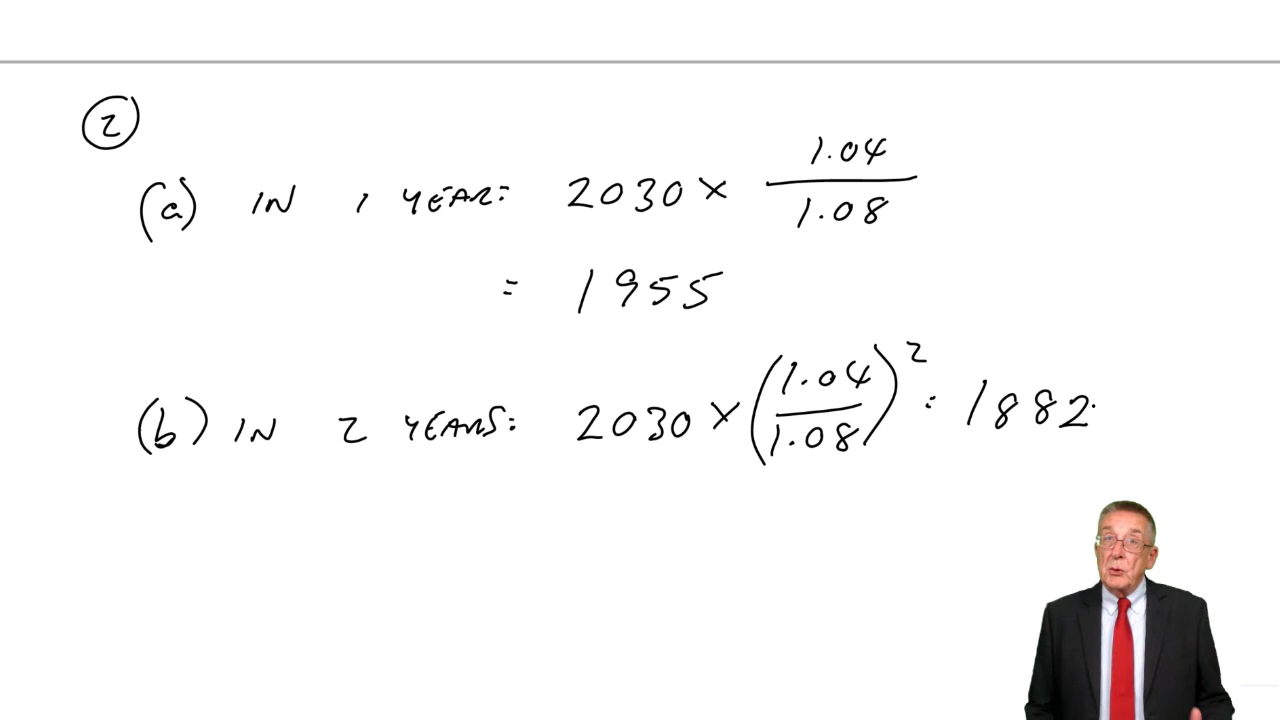 2
(a) IN 1 YEAR: 2030 × 1.04 / 1.08
= 1955
(b) IN 2 YEARS: 2030 × (1.04 / 1.08)² = 1882.